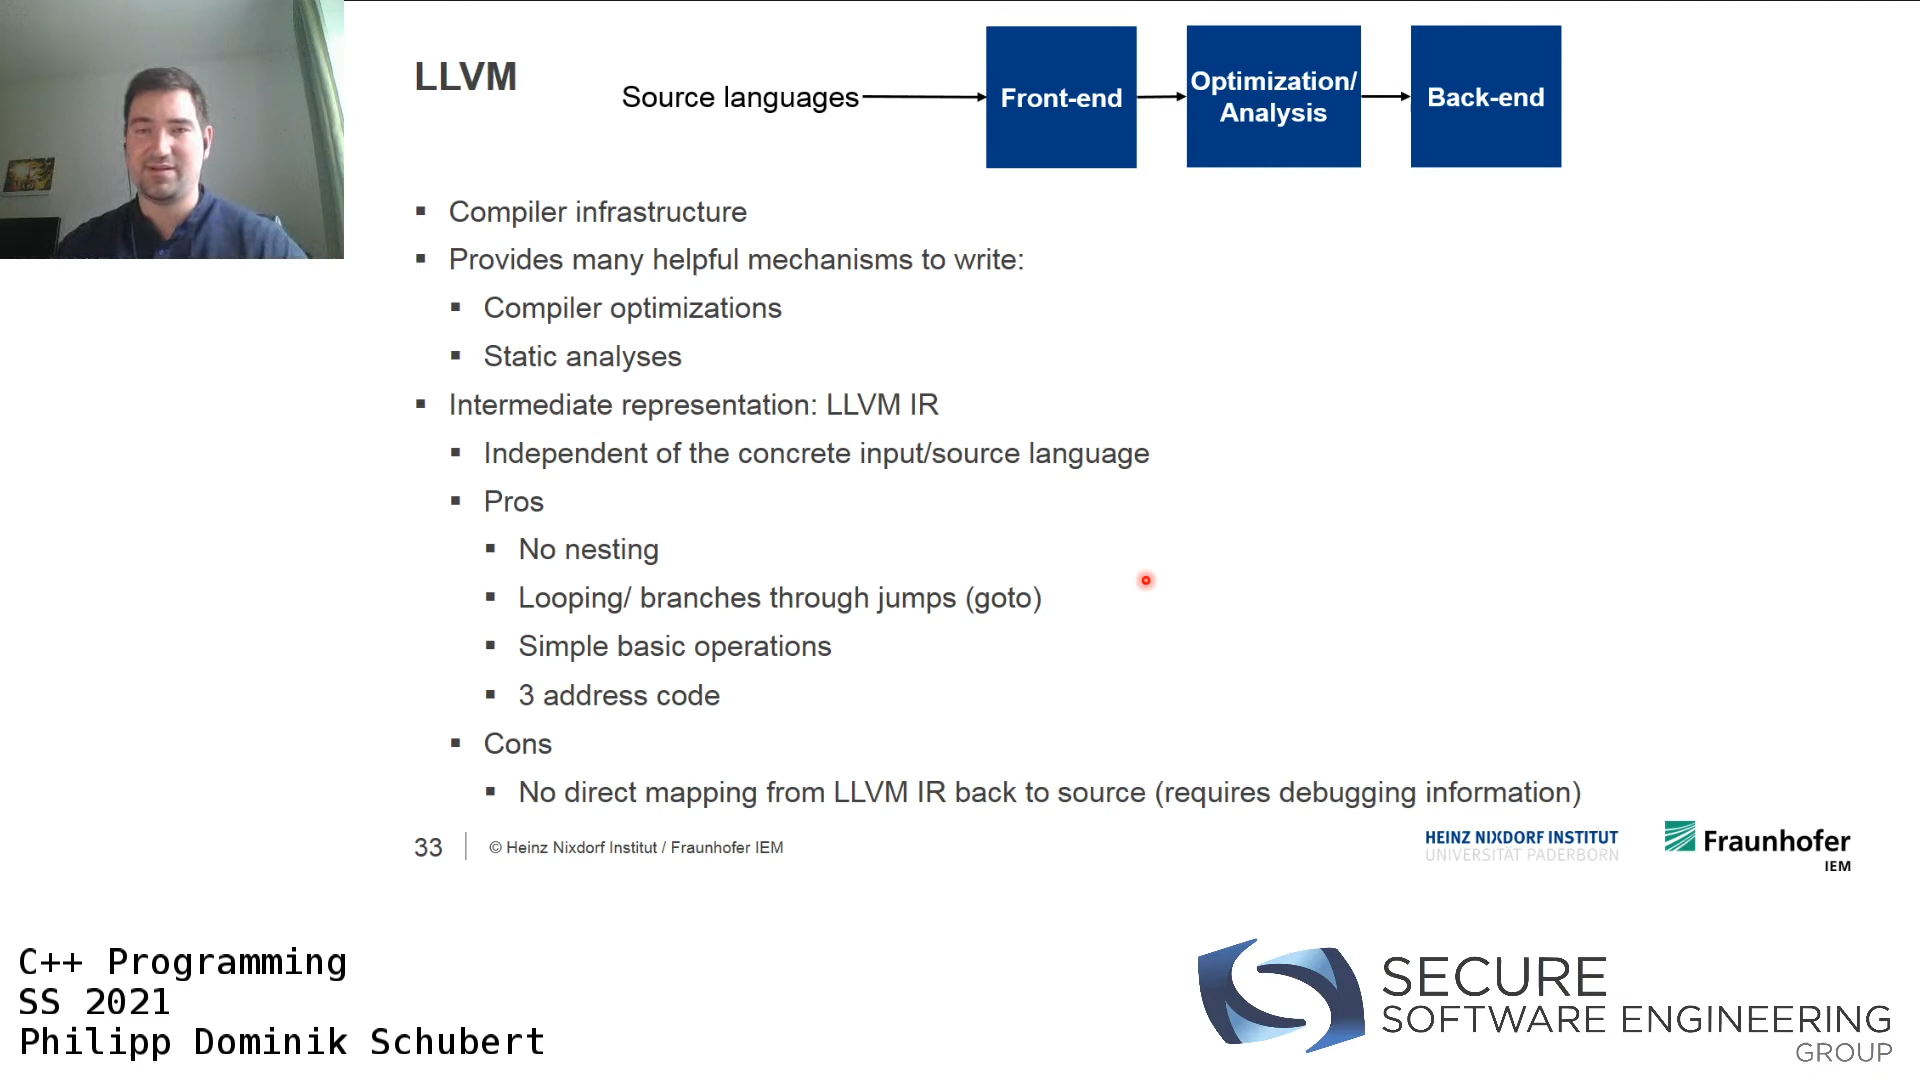 LLVM
Source languages
Front-end
Optimization/
Analysis
Back-end
▪ Compiler infrastructure
▪ Provides many helpful mechanisms to write:
▪ Compiler optimizations
▪ Static analyses
▪ Intermediate representation: LLVM IR
▪ Independent of the concrete input/source language
▪ Pros
▪ No nesting
▪ Looping/ branches through jumps (goto)
▪ Simple basic operations
▪ 3 address code
▪ Cons
▪ No direct mapping from LLVM IR back to source (requires debugging information)
33
© Heinz Nixdorf Institut / Fraunhofer IEM
HEINZ NIXDORF INSTITUT
UNIVERSITÄT PADERBORN
Fraunhofer
IEM
C++ Programming
SS 2021
Philipp Dominik Schubert
SECURE
SOFTWARE ENGINEERING
GROUP